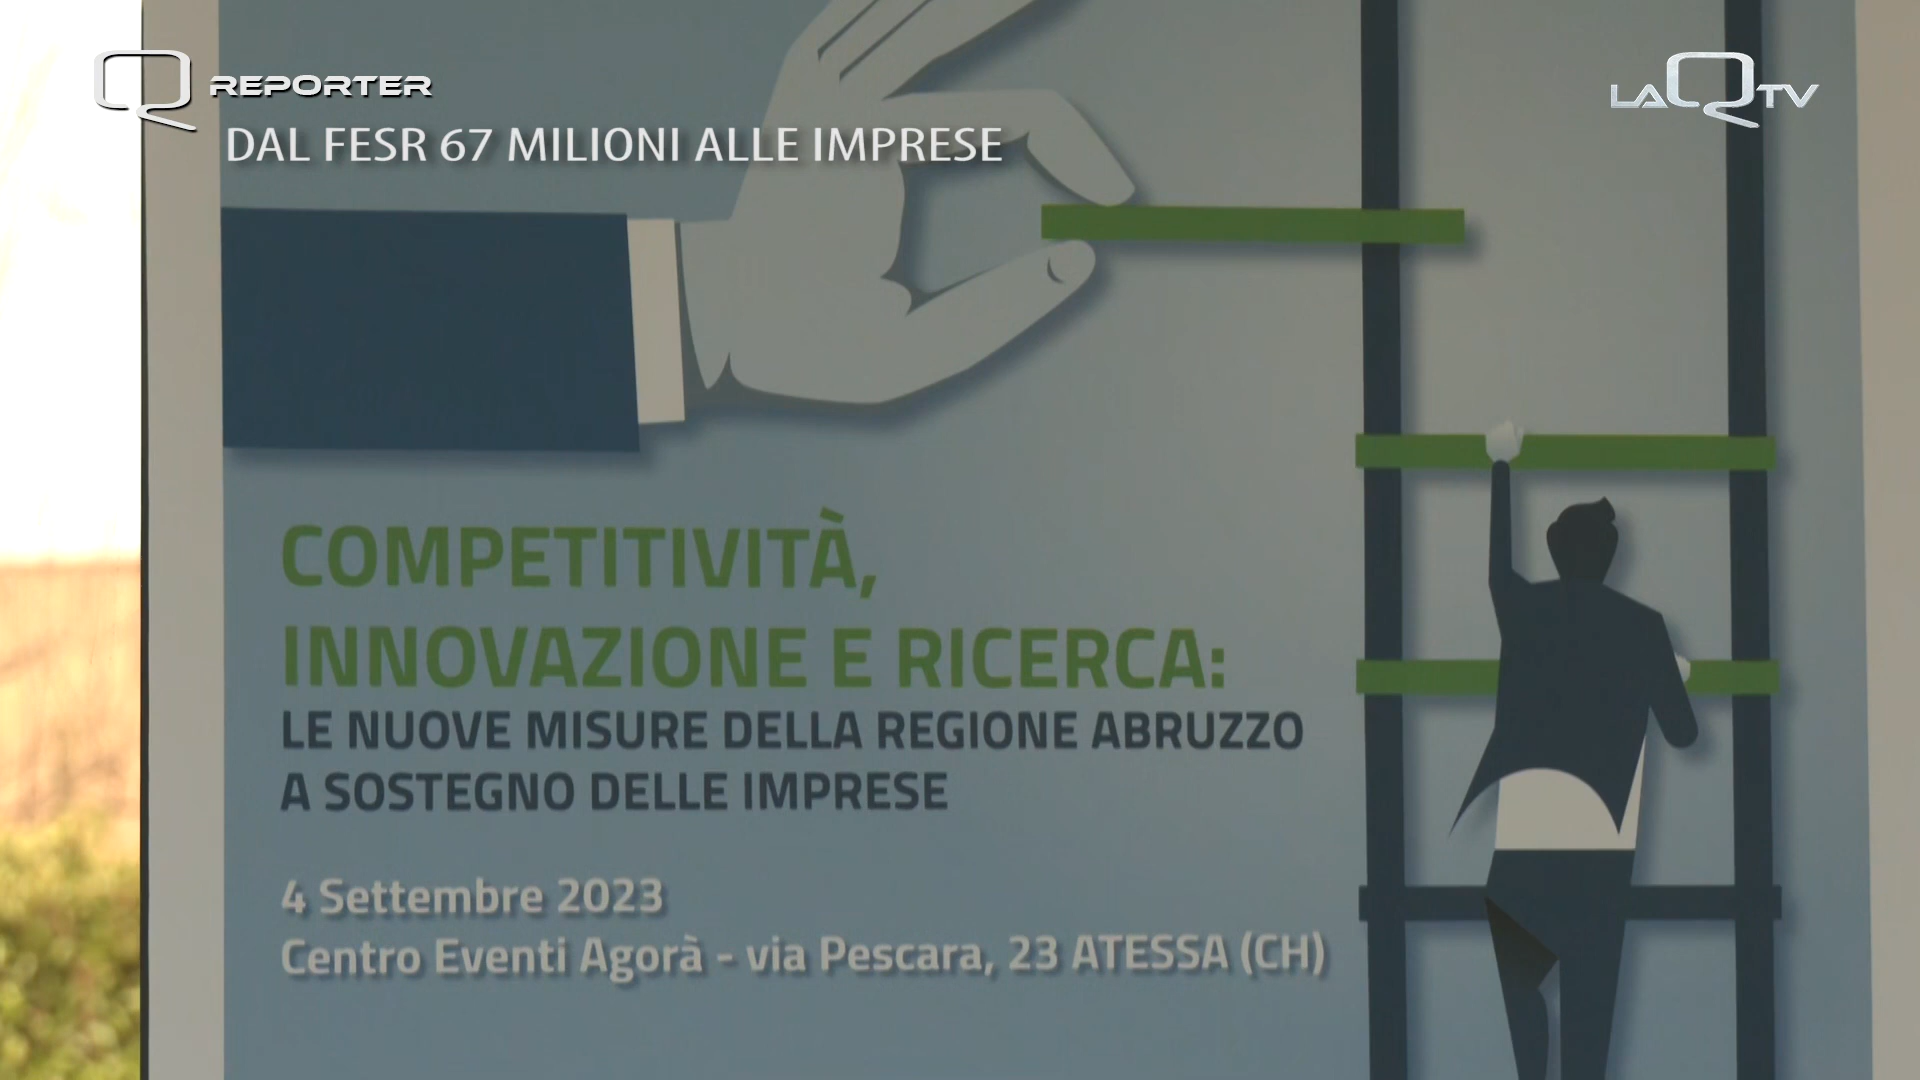 REPORTER
LAQTV
DAL FESR 67 MILIONI ALLE IMPRESE
COMPETITIVITÀ,
INNOVAZIONE E RICERCA:
LE NUOVE MISURE DELLA REGIONE ABRUZZO
A SOSTEGNO DELLE IMPRESE
4 Settembre 2023
Centro Eventi Agorà - via Pescara, 23 ATESSA (CH)